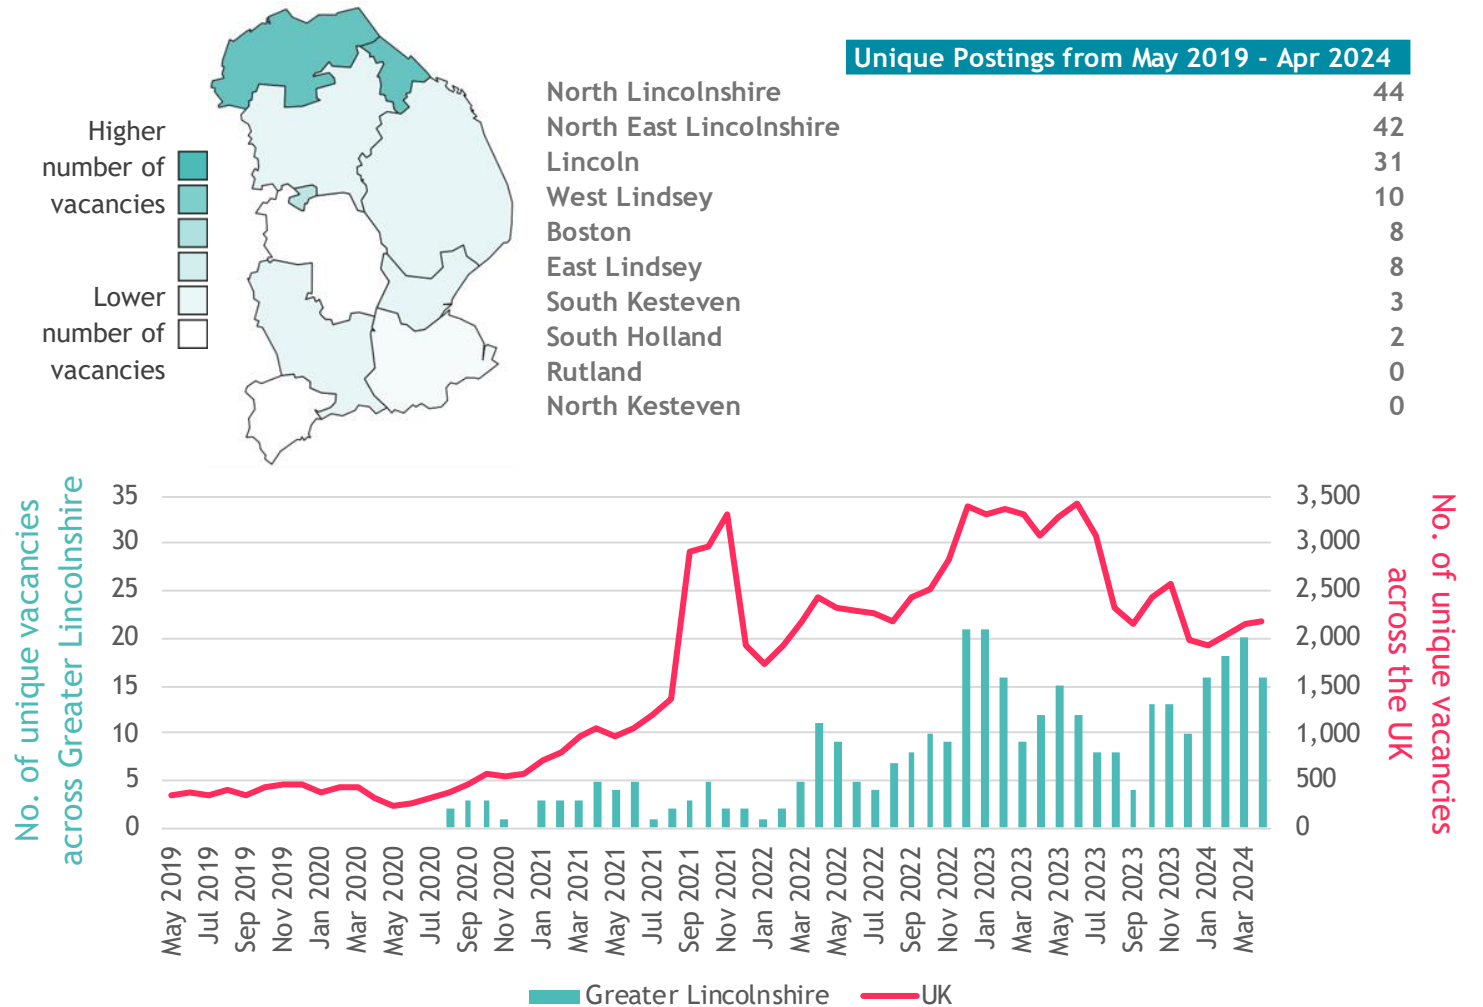 Higher
number of
vacancies
Lower
number of
vacancies
Unique Postings from May 2019 - Apr 2024
North Lincolnshire 44
North East Lincolnshire 42
Lincoln 31
West Lindsey 10
Boston 8
East Lindsey 8
South Kesteven 3
South Holland 2
Rutland 0
North Kesteven 0
No. of unique vacancies
across Greater Lincolnshire
35
30
25
20
15
10
5
0
3,500
3,000
2,500
2,000
1,500
1,000
500
0
No. of unique vacancies
across the UK
May 2019
Jul 2019
Sep 2019
Nov 2019
Jan 2020
Mar 2020
May 2020
Jul 2020
Sep 2020
Nov 2020
Jan 2021
Mar 2021
May 2021
Jul 2021
Sep 2021
Nov 2021
Jan 2022
Mar 2022
May 2022
Jul 2022
Sep 2022
Nov 2022
Jan 2023
Mar 2023
May 2023
Jul 2023
Sep 2023
Nov 2023
Jan 2024
Mar 2024
Greater Lincolnshire
UK